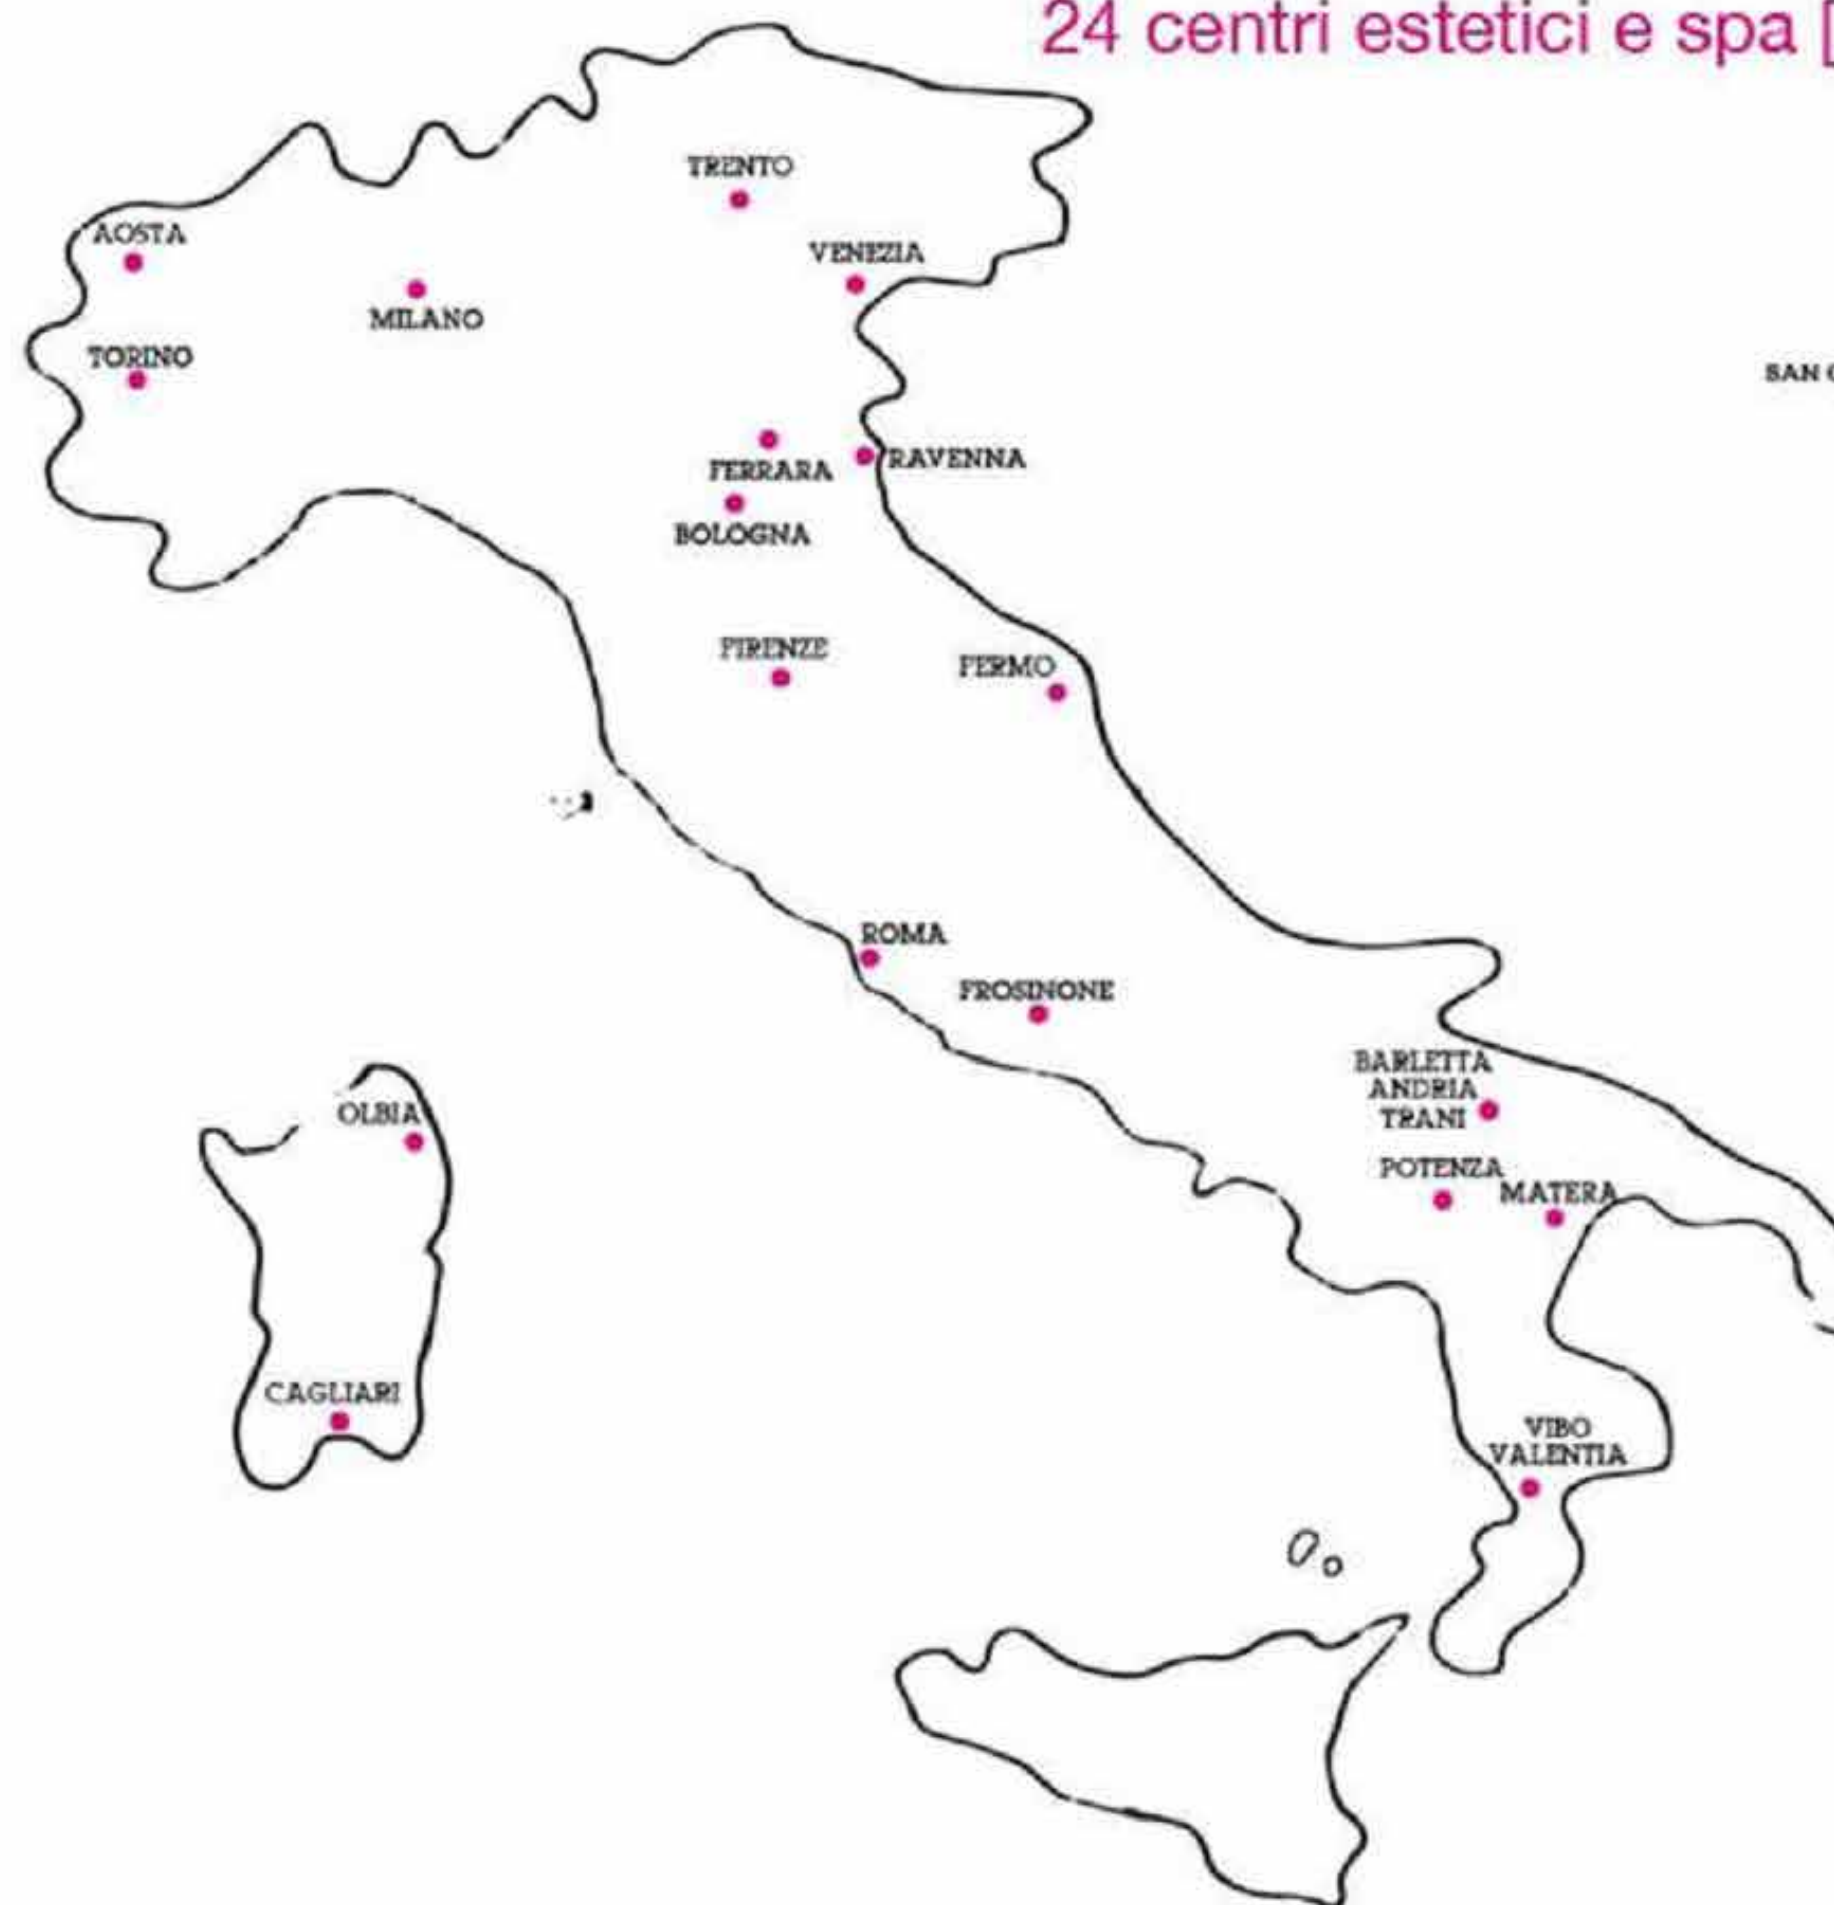 24 centri estetici e spa [
TRENTO
AOSTA
VENEZIA
MILANO
TORINO
SAN
FERRARA
RAVENNA
BOLOGNA
FIRENZE
FERMO
ROMA
FROSINONE
BARLETTA
ANDRIA
TRANI
OLBIA
POTENZA
MATERA
CAGLIARI
VIBO
VALENTIA